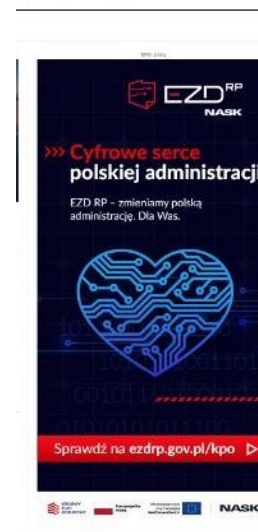 EZD RP
NASK
>>> Cyfrowe serce
polskiej administracji
EZD RP – zmieniamy polską
administrację. Dla Was.
Sprawdź na ezdrp.gov.pl/kpo
NASK